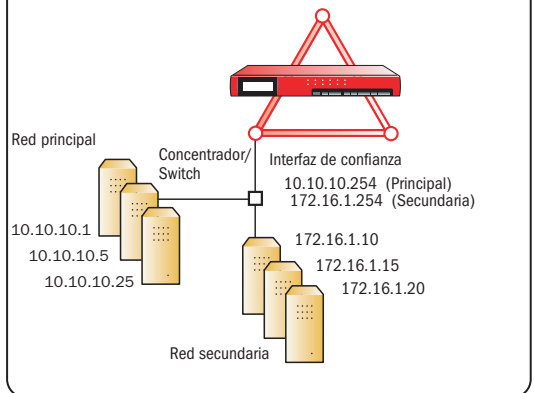 Red principal
Concentrador/
Switch
Interfaz de confianza
10.10.10.254 (Principal)
172.16.1.254 (Secundaria)
10.10.10.1
10.10.10.5
10.10.10.25
172.16.1.10
172.16.1.15
172.16.1.20
Red secundaria